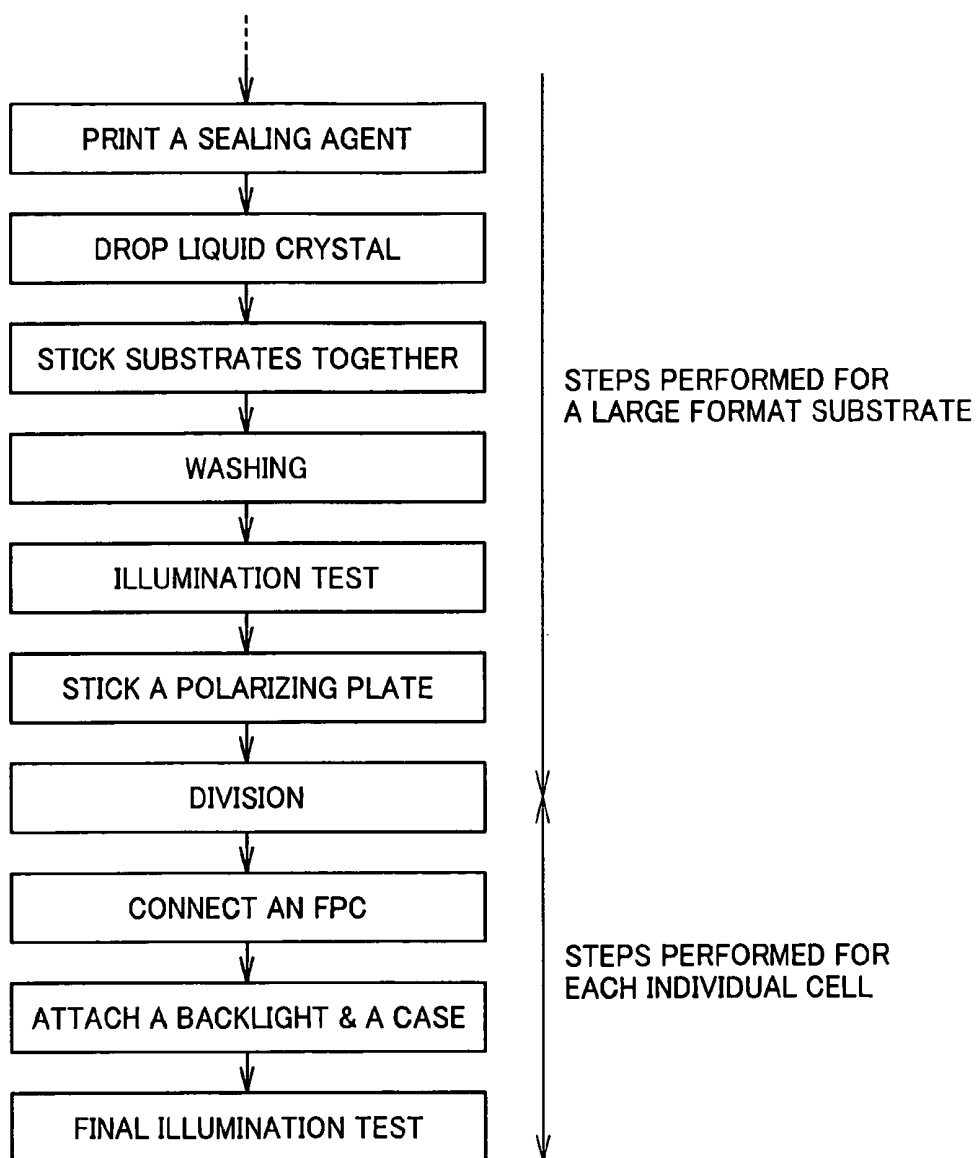 PRINT A SEALING AGENT
DROP LIQUID CRYSTAL
STICK SUBSTRATES TOGETHER
WASHING
ILLUMINATION TEST
STICK A POLARIZING PLATE
DIVISION
CONNECT AN FPC
ATTACH A BACKLIGHT & A CASE
FINAL ILLUMINATION TEST
STEPS PERFORMED FOR
A LARGE FORMAT SUBSTRATE
STEPS PERFORMED FOR
EACH INDIVIDUAL CELL